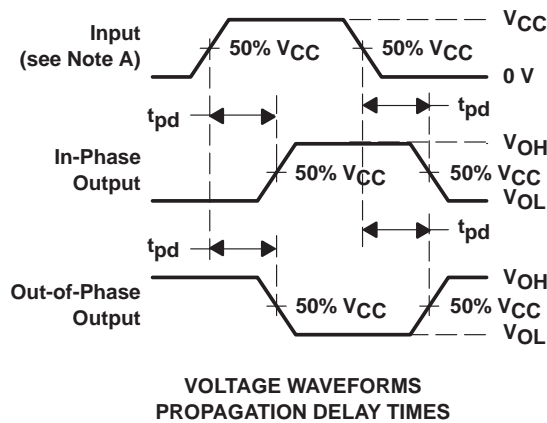 VCC
Input
(see Note A)
50% VCC
50% VCC
0 V
tpd
tpd
VOH
In-Phase
Output
50% VCC
50% VCC
VOL
tpd
tpd
VOH
Out-of-Phase
Output
50% VCC
50% VCC
VOL
VOLTAGE WAVEFORMS
PROPAGATION DELAY TIMES